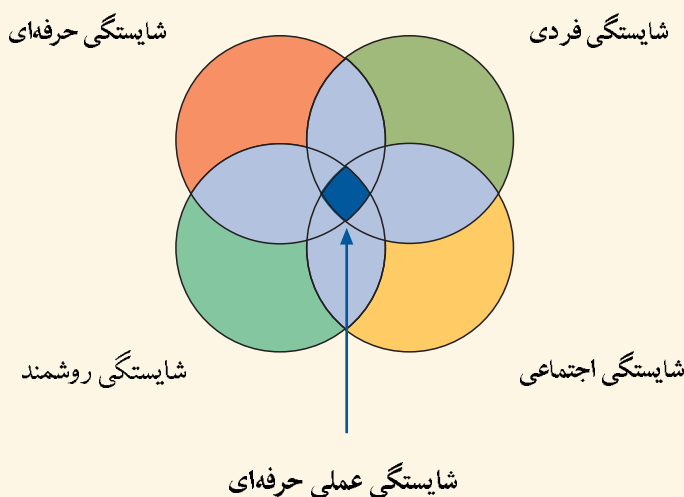 شایستگی فردی
شایستگی حرفه‌ای
شایستگی اجتماعی
شایستگی روشمند
شایستگی عملی حرفه‌ای